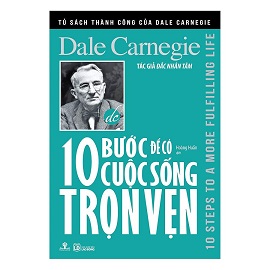 TỦ SÁCH THÀNH CÔNG CỦA DALE CARNEGIE
Dale Carnegie
TÁC GIẢ ĐẮC NHÂN TÂM
dc
10 BƯỚC ĐỂ CÓ
CUỘC SỐNG
TRỌN VẸN
10 STEPS TO A MORE FULFILLING LIFE